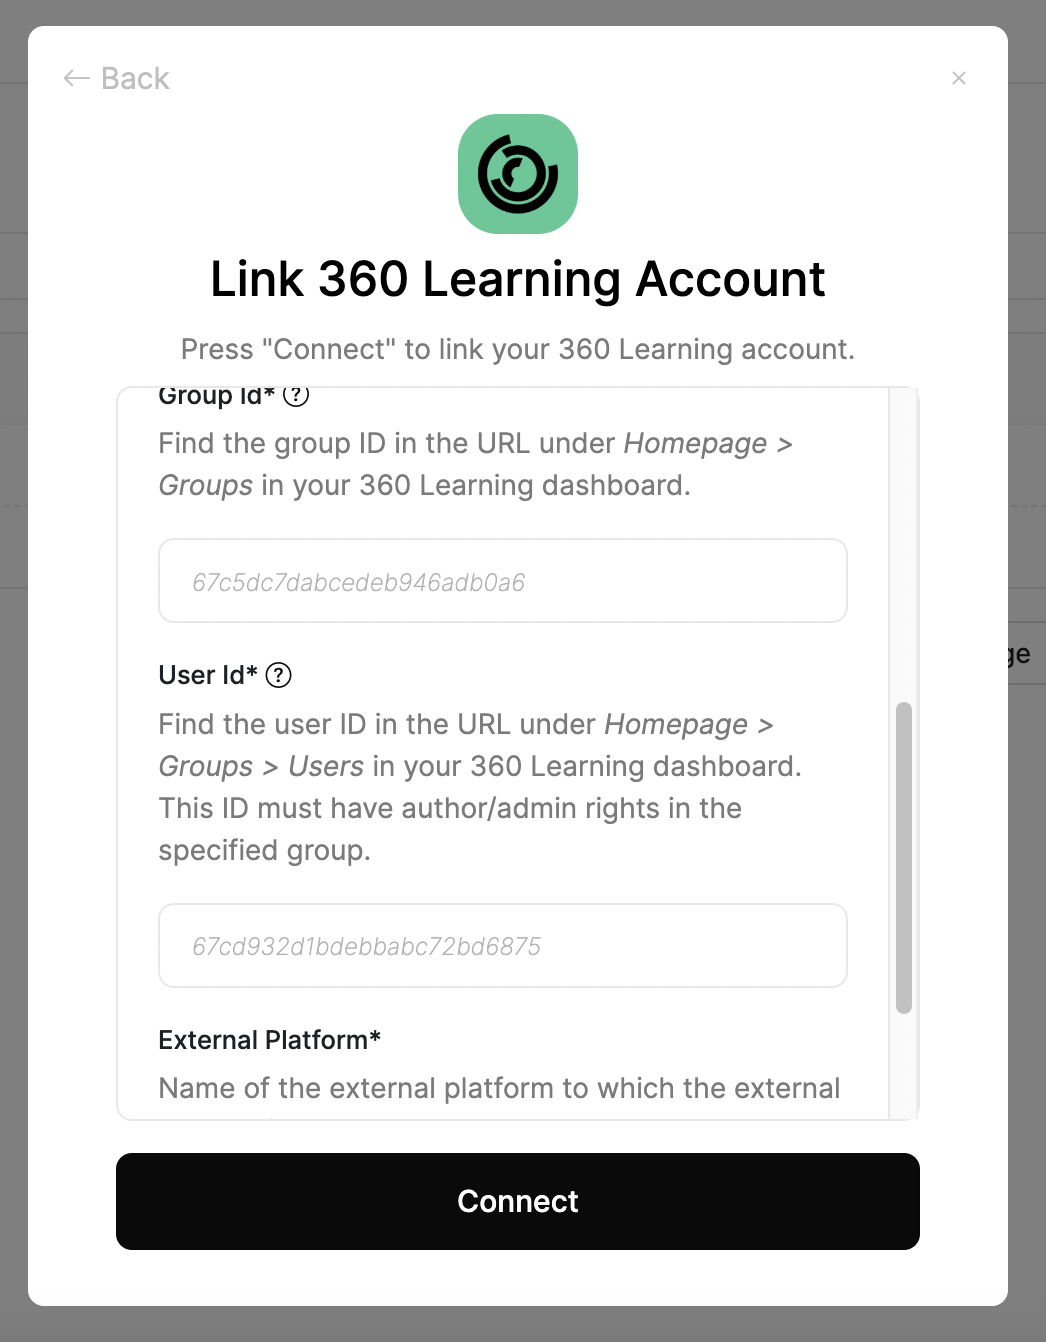 ← Back
×
Link 360 Learning Account
Press "Connect" to link your 360 Learning account.
Group Id* ?
Find the group ID in the URL under Homepage >
Groups in your 360 Learning dashboard.
67c5dc7dabcedeb946adb0a6
User Id* ?
Find the user ID in the URL under Homepage >
Groups > Users in your 360 Learning dashboard.
This ID must have author/admin rights in the
specified group.
67cd932d1bdebbabc72bd6875
External Platform*
Name of the external platform to which the external
Connect